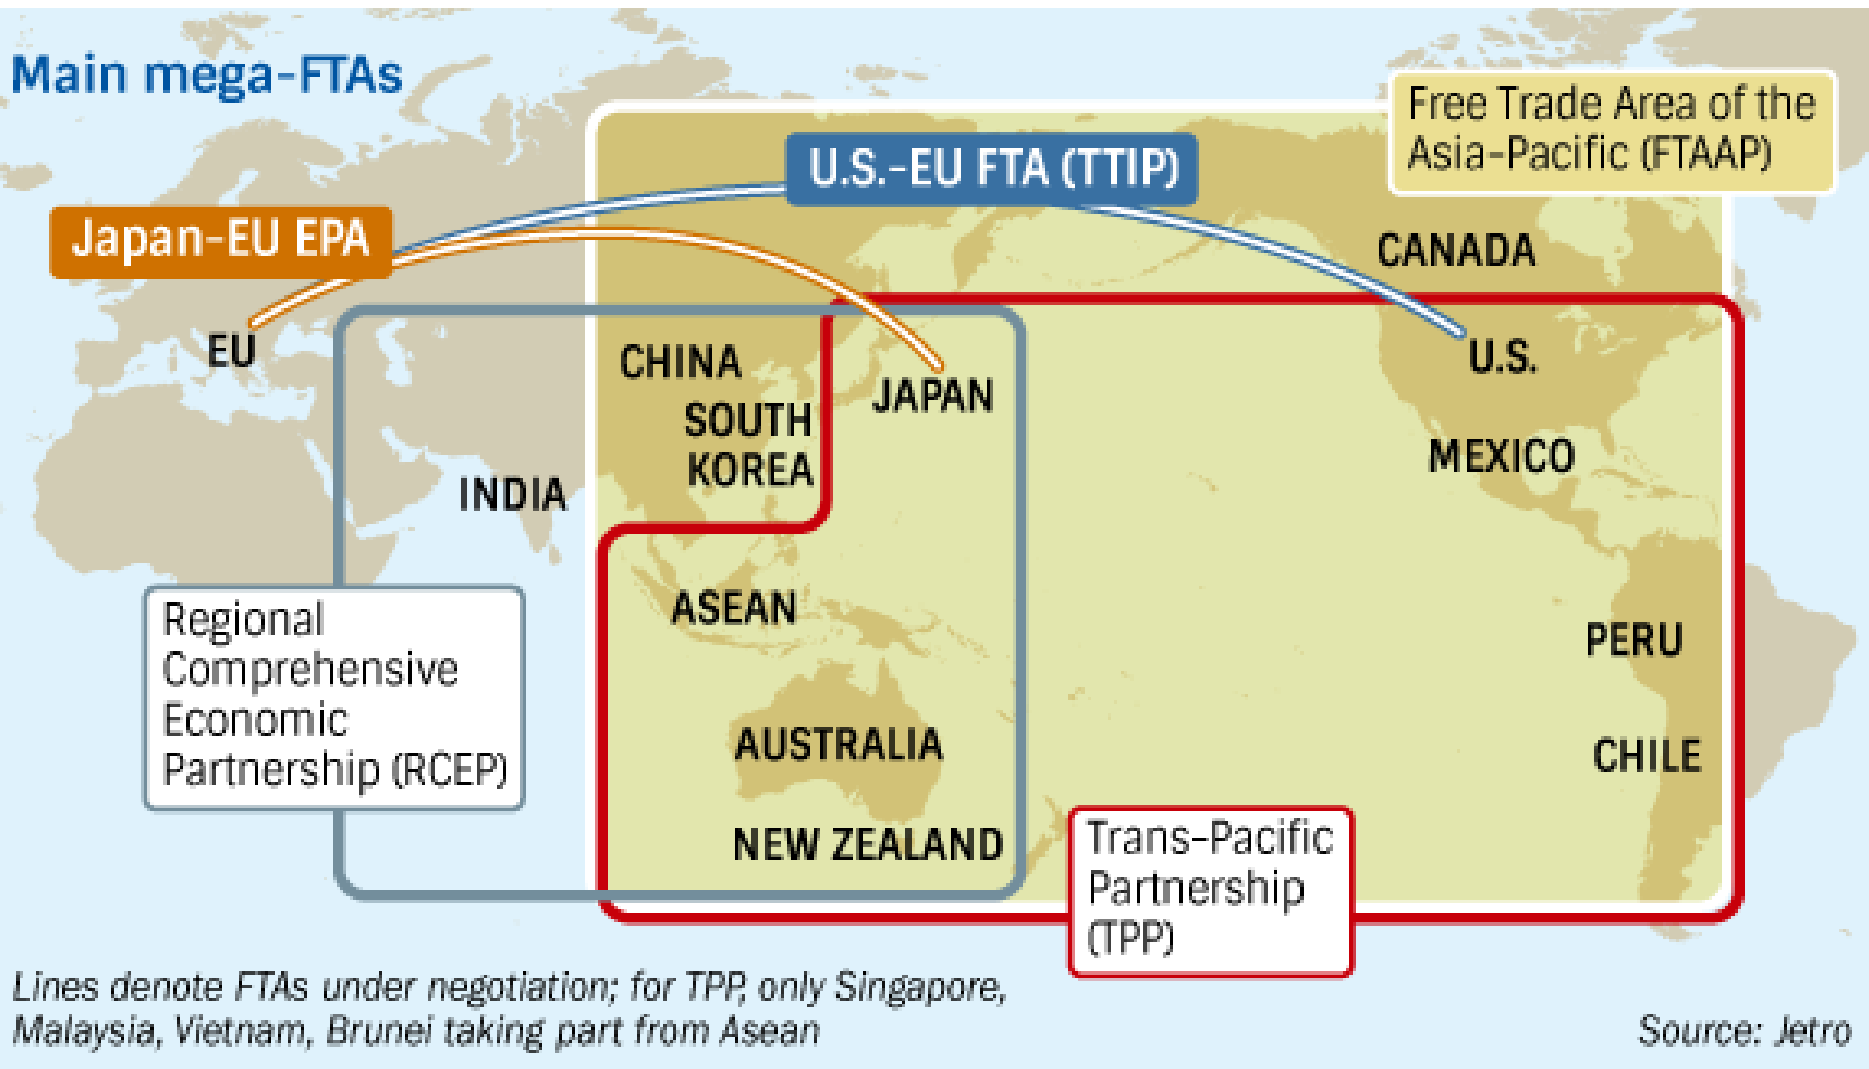 Main mega-FTAs
Free Trade Area of the
Asia-Pacific (FTAAP)
U.S.-EU FTA (TTIP)
Japan-EU EPA
CANADA
EU
CHINA
JAPAN
U.S.
SOUTH
KOREA
MEXICO
INDIA
ASEAN
Regional
Comprehensive
Economic
Partnership (RCEP)
PERU
AUSTRALIA
CHILE
NEW ZEALAND
Trans-Pacific
Partnership
(TPP)
Lines denote FTAs under negotiation; for TPP, only Singapore,
Malaysia, Vietnam, Brunei taking part from Asean
Source: Jetro